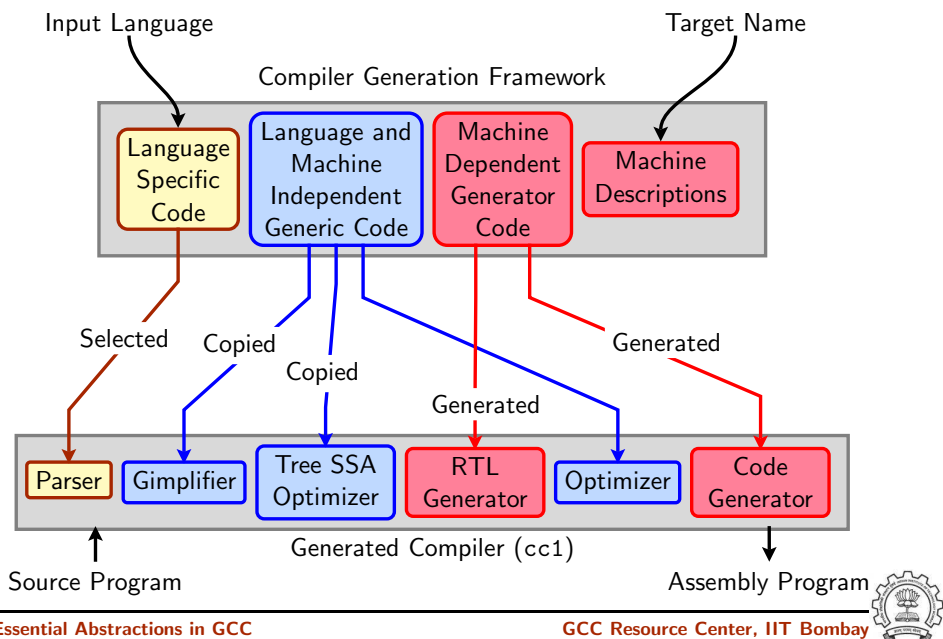 Input Language
Target Name
Compiler Generation Framework
Language
Specific
Code
Language and
Machine
Independent
Generic Code
Machine
Dependent
Generator
Code
Machine
Descriptions
Selected
Copied
Copied
Generated
Generated
Parser
Gimplifier
Tree SSA
Optimizer
RTL
Generator
Optimizer
Code
Generator
Generated Compiler (cc1)
Source Program
Assembly Program
Essential Abstractions in GCC
GCC Resource Center, IIT Bombay